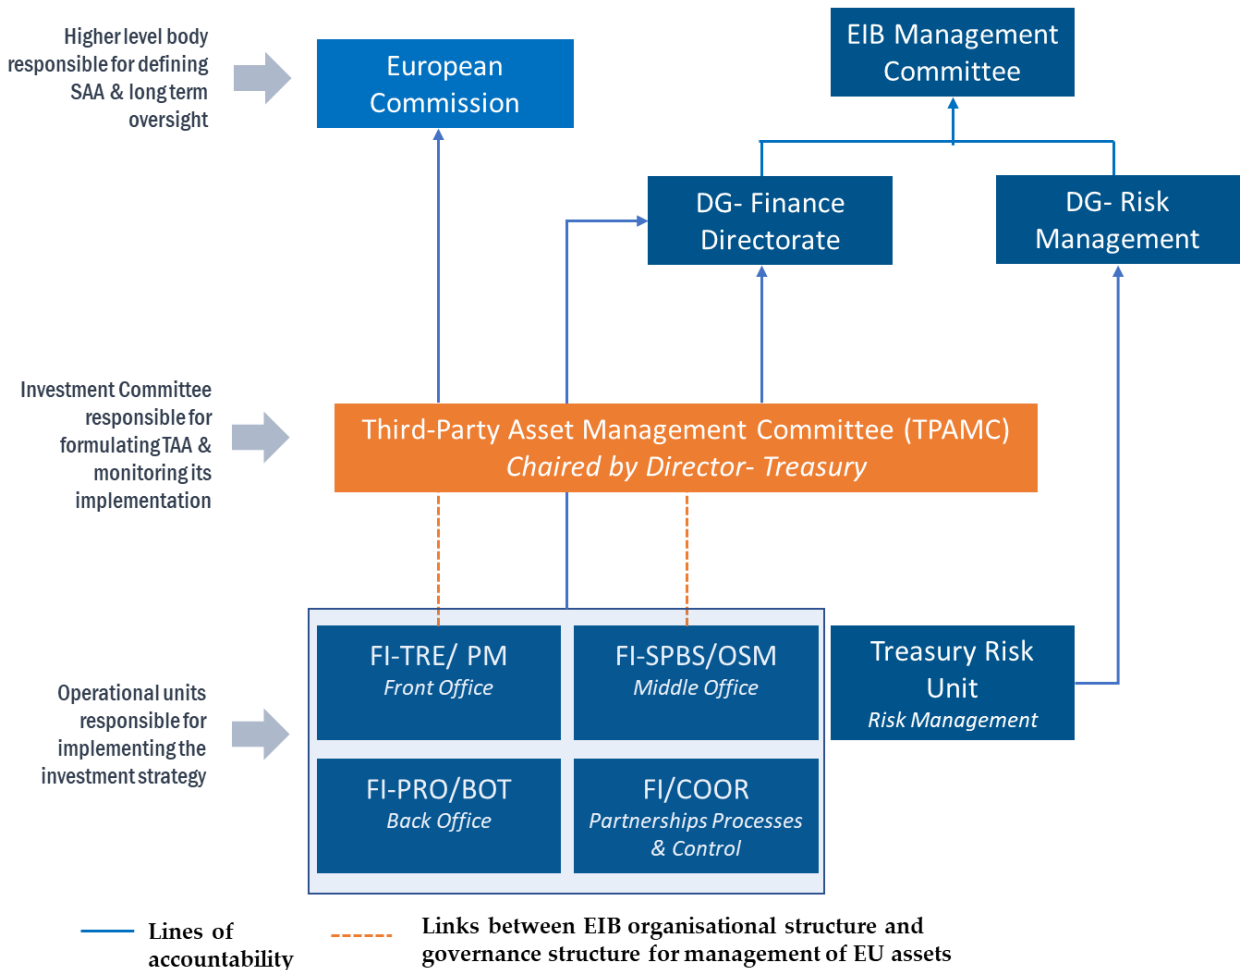 Higher level body
responsible for defining
SAA & long term
oversight
European
Commission
EIB Management
Committee
DG- Finance
Directorate
DG- Risk
Management
Investment Committee
responsible for
formulating TAA &
monitoring its
implementation
Third-Party Asset Management Committee (TPAMC)
Chaired by Director- Treasury
Operational units
responsible for
implementing the
investment strategy
FI-TRE/ PM
Front Office
FI-SPBS/OSM
Middle Office
Treasury Risk
Unit
Risk Management
FI-PRO/BOT
Back Office
FI/COOR
Partnerships Processes
& Control
Lines of
accountability
Links between EIB organisational structure and
governance structure for management of EU assets